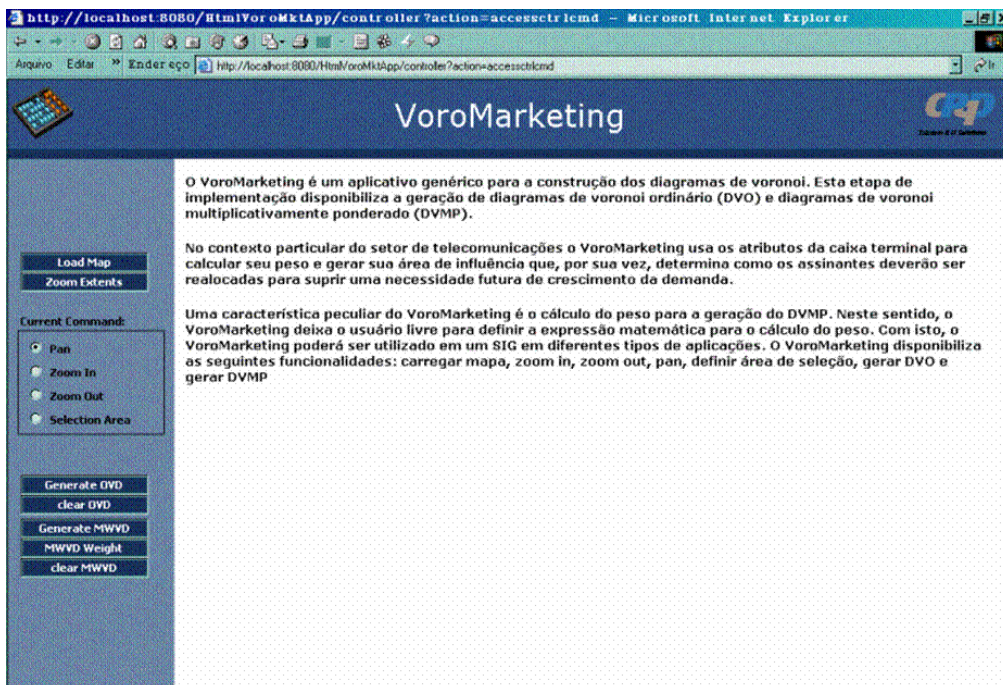 http://localhost:8080/HtmlVoroMktApp/controller?action=accessctrlcmd - Microsoft Internet Explorer
Arquivo Editar » Endereço http://localhost:8080/HtmlVoroMktApp/controller?action=accessctrlcmd Ir
VoroMarketing
CPqD
O VoroMarketing é um aplicativo genérico para a construção dos diagramas de voronoi. Esta etapa de
implementação disponibiliza a geração de diagramas de voronoi ordinário (DVO) e diagramas de voronoi
multiplicativamente ponderado (DVMP).
No contexto particular do setor de telecomunicações o VoroMarketing usa os atributos da caixa terminal para
calcular seu peso e gerar sua área de influência que, por sua vez, determina como os assinantes deverão ser
realocadas para suprir uma necessidade futura de crescimento da demanda.
Uma característica peculiar do VoroMarketing é o cálculo do peso para a geração do DVMP. Neste sentido, o
VoroMarketing deixa o usuário livre para definir a expressão matemática para o cálculo do peso. Com isto, o
VoroMarketing poderá ser utilizado em um SIG em diferentes tipos de aplicações. O VoroMarketing disponibiliza
as seguintes funcionalidades: carregar mapa, zoom in, zoom out, pan, definir área de seleção, gerar DVO e
gerar DVMP
Load Map
Zoom Extents
Current Command:
Pan
Zoom In
Zoom Out
Selection Area
Generate OVD
clear OVD
Generate MWVD
MWVD Weight
clear MWVD